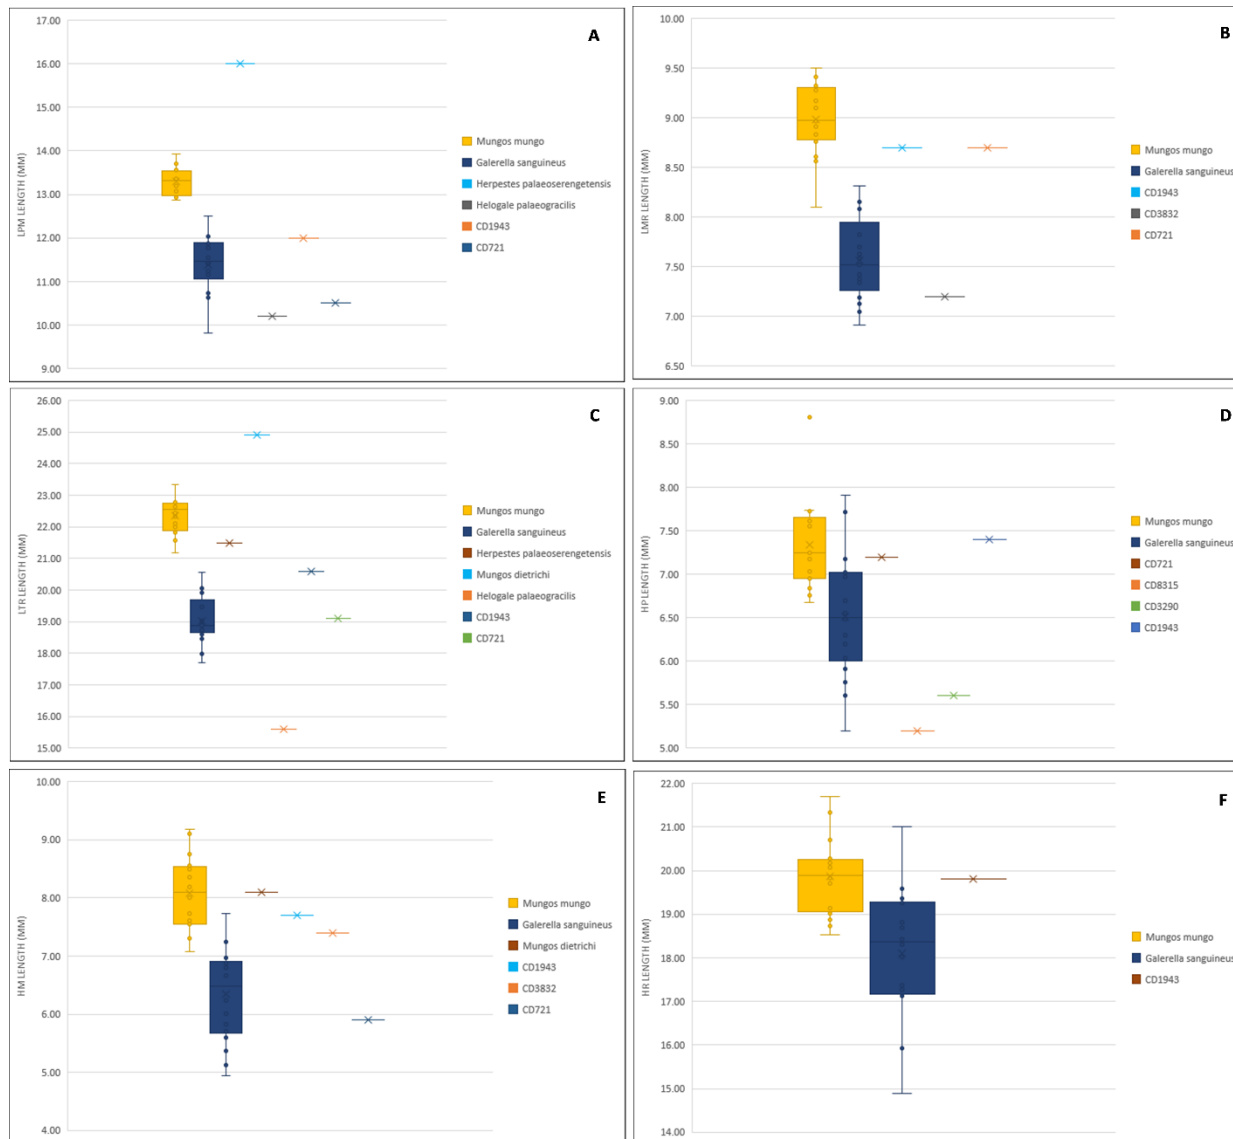 A
17.00
16.00
15.00
14.00
13.00
12.00
11.00
10.00
9.00
LPM LENGTH (MM)
Mungos mungo
Galerella sanguineus
Herpestes palaeoserengetensis
Helogale palaeogracilis
CD1943
CD721
B
10.00
9.50
9.00
8.50
8.00
7.50
7.00
6.50
LMR LENGTH (MM)
Mungos mungo
Galerella sanguineus
CD1943
CD3832
CD721
C
26.00
25.00
24.00
23.00
22.00
21.00
20.00
19.00
18.00
17.00
16.00
15.00
LTR LENGTH (MM)
Mungos mungo
Galerella sanguineus
Herpestes palaeoserengetensis
Mungos dietrichi
Helogale palaeogracilis
CD1943
CD721
D
9.00
8.50
8.00
7.50
7.00
6.50
6.00
5.50
5.00
HP LENGTH (MM)
Mungos mungo
Galerella sanguineus
CD721
CD8315
CD3290
CD1943
E
10.00
9.00
8.00
7.00
6.00
5.00
4.00
HM LENGTH (MM)
Mungos mungo
Galerella sanguineus
Mungos dietrichi
CD1943
CD3832
CD721
F
22.00
21.00
20.00
19.00
18.00
17.00
16.00
15.00
14.00
HR LENGTH (MM)
Mungos mungo
Galerella sanguineus
CD1943